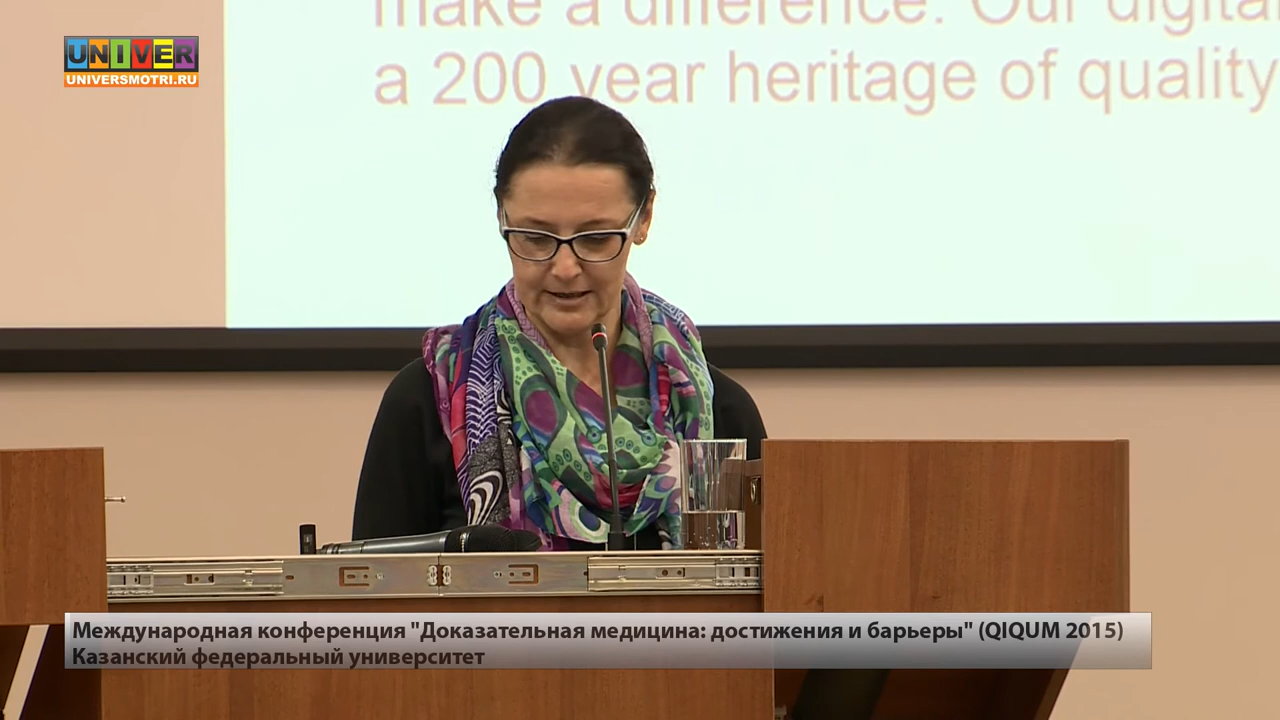 make a difference. Our digital
a 200 year heritage of quality
UNIVER
UNIVERSMOTRI.RU
Международная конференция "Доказательная медицина: достижения и барьеры" (QIQUM 2015)
Казанский федеральный университет